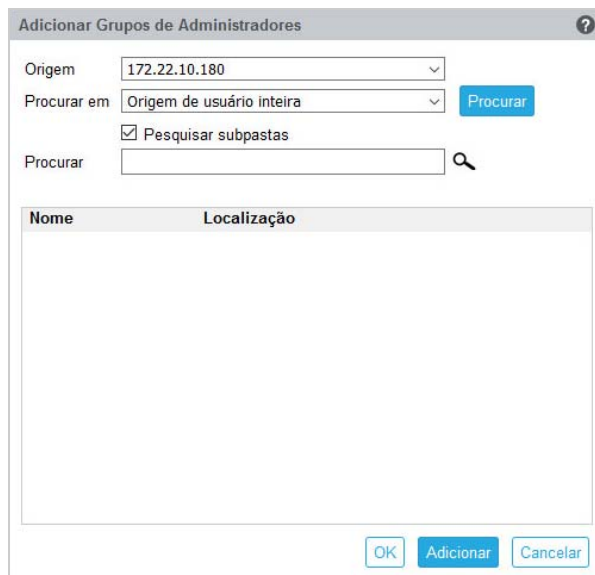 Adicionar Grupos de Administradores ?
Origem 172.22.10.180
Procurar em Origem de usuário inteira Procurar
Pesquisar subpastas
Procurar
Nome Localização
OK Adicionar Cancelar